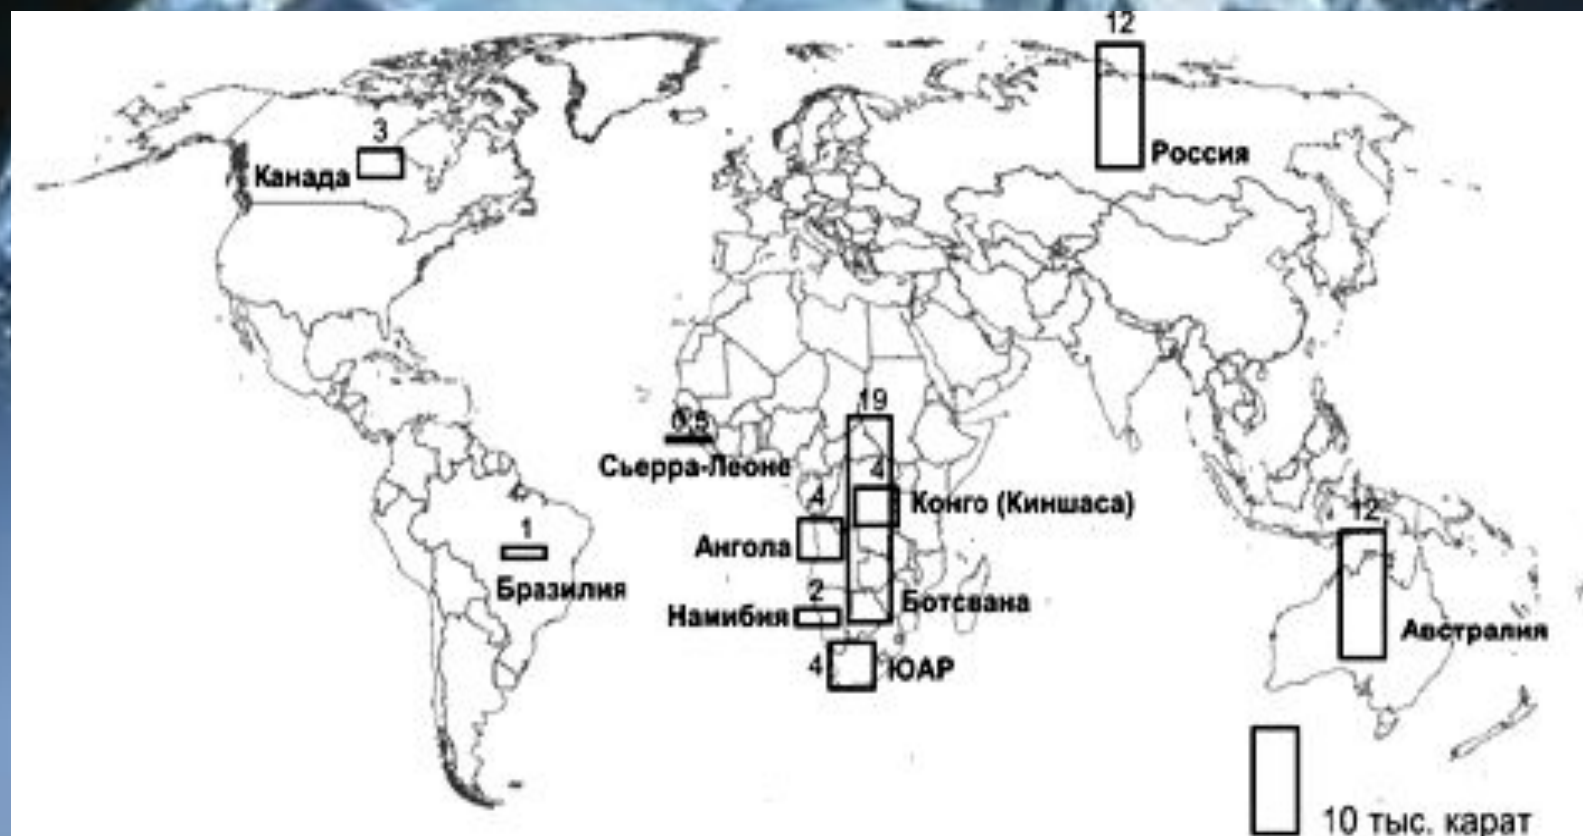 12
Россия
3
Канада
19
0,5
Сьерра-Леоне
4
Конго (Киншаса)
4
Ангола
12
1
Бразилия
2
Намибия
Ботсвана
Австралия
4
ЮАР
10 тыс. карат